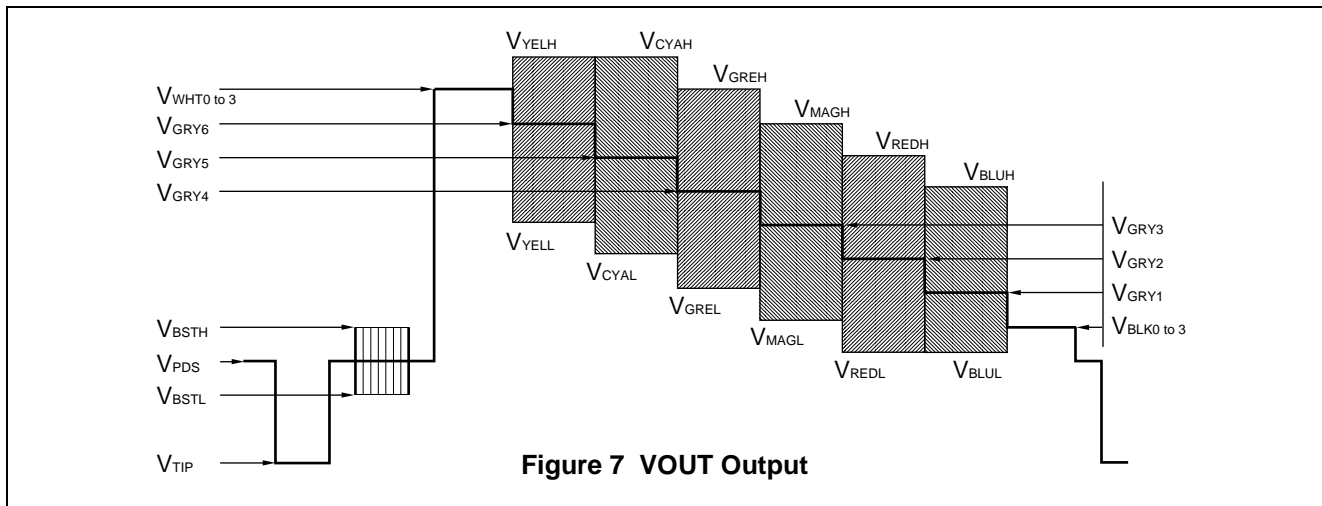 VYELH VCYAH
VGREH
VWHT0 to 3
VMAGH
VGRY6
VREDH
VGRY5
VBLUH
VGRY4
VGRY3
VYELL
VGRY2
VCYAL
VGRY1
VGREL
VBSTH VBLK0 to 3
VMAGL
VPDS
VREDL VBLUL
VBSTL
VTIP
Figure 7 VOUT Output